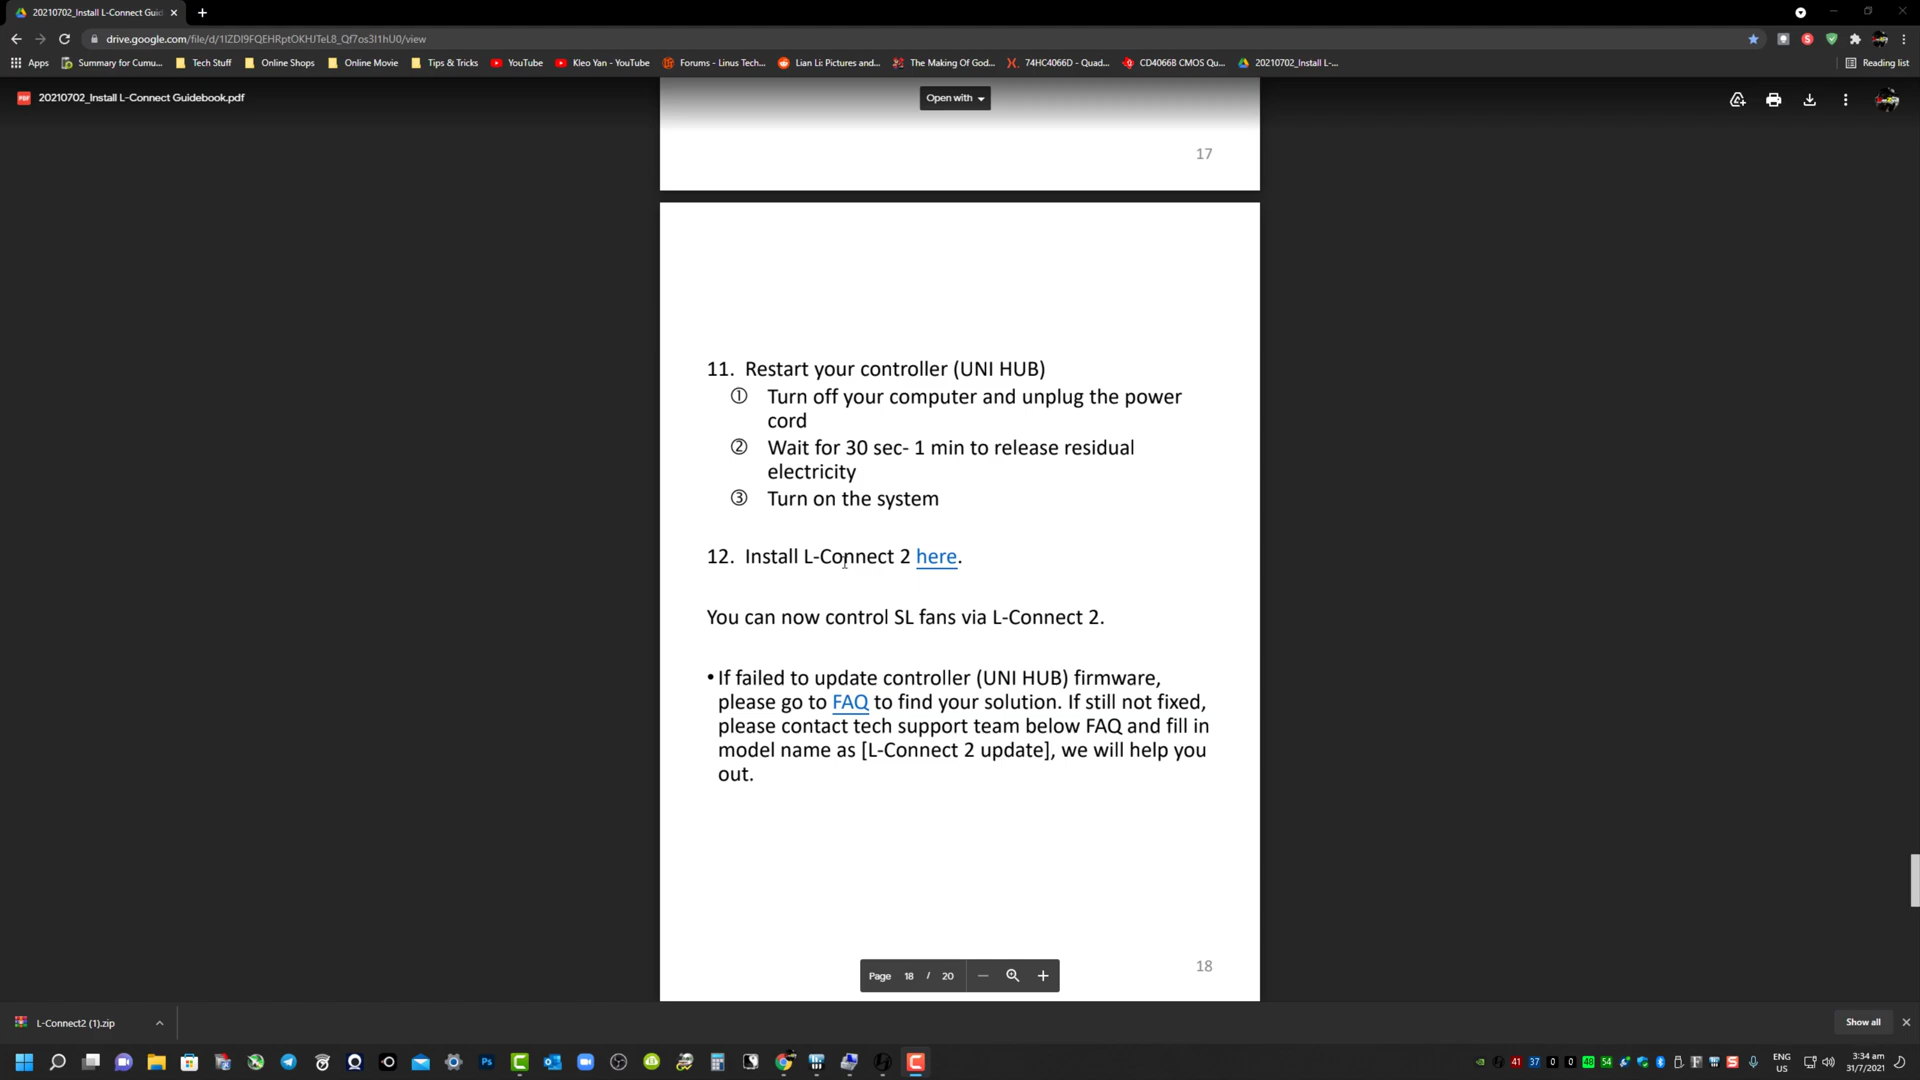 20210702_Install L-Connect Guid
drive.google.com/file/d/1IZDI9FQEHRptOKHJTeL8_Qf7os3I1hU0/view
Apps
Summary for Cumu...
Tech Stuff
Online Shops
Online Movie
Tips & Tricks
YouTube
Kleo Yan - YouTube
Forums - Linus Tech...
Lian Li: Pictures and...
The Making Of God...
74HC4066D - Quad...
CD4066B CMOS Qu...
20210702_Install L-...
Reading list
PDF
20210702_Install L-Connect Guidebook.pdf
Open with
17
11. Restart your controller (UNI HUB)
① Turn off your computer and unplug the power
cord
② Wait for 30 sec- 1 min to release residual
electricity
③ Turn on the system
12. Install L-Connect 2 here.
You can now control SL fans via L-Connect 2.
• If failed to update controller (UNI HUB) firmware,
please go to FAQ to find your solution. If still not fixed,
please contact tech support team below FAQ and fill in
model name as [L-Connect 2 update], we will help you
out.
18
Page 18 / 20
L-Connect2 (1).zip
Show all
Ps
41 37 0 0 48 54
ENG
US
3:34 am
31/7/2021